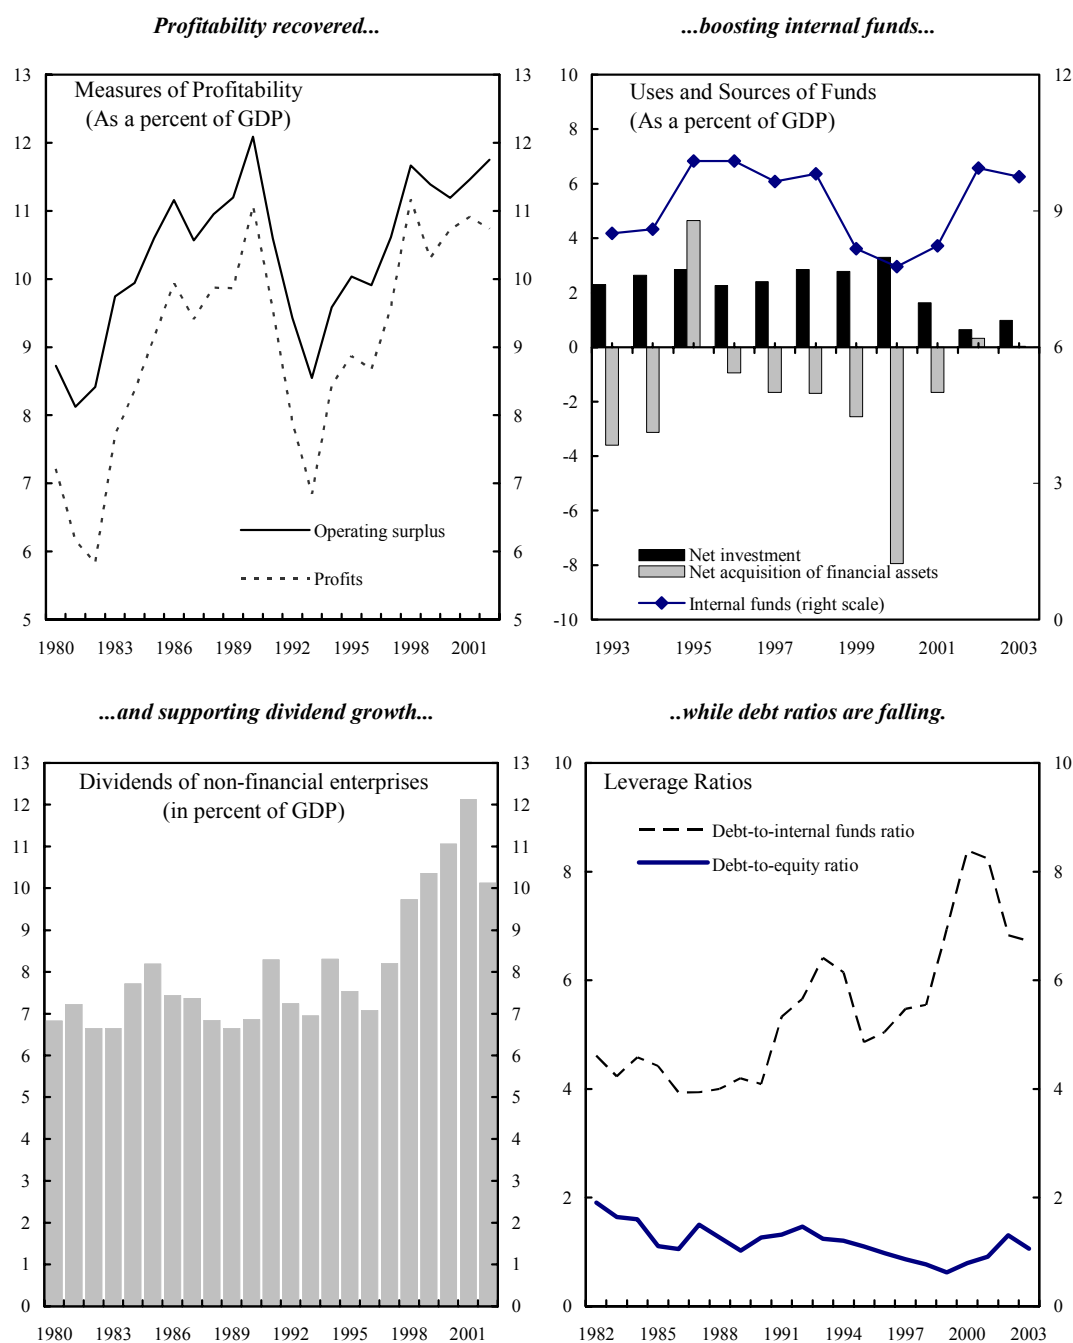 Profitability recovered...
13 13
12
11 11
10 10
9 9
8 8
7 7
6 6
5 5
12
Measures of Profitability
(As a percent of GDP)
Operating surplus
Profits
1980 1983 1986 1989 1992 1995 1998 2001
...boosting internal funds...
10 12
8
6
4 9
2
0 6
-2
-4
3
-6
-8
-10 0
Uses and Sources of Funds
(As a percent of GDP)
Net investment
Net acquisition of financial assets
Internal funds (right scale)
1993 1995 1997 1999 2001 2003
...and supporting dividend growth...
13 13
12 12
11 11
10 10
9 9
8 8
7 7
6 6
5 5
4 4
3 3
2 2
1 1
0 0
Dividends of non-financial enterprises
(in percent of GDP)
1980 1983 1986 1989 1992 1995 1998 2001
..while debt ratios are falling.
10 10
8 8
6 6
4 4
2 2
0 0
Leverage Ratios
Debt-to-internal funds ratio
Debt-to-equity ratio
1982 1985 1988 1991 1994 1997 2000 2003